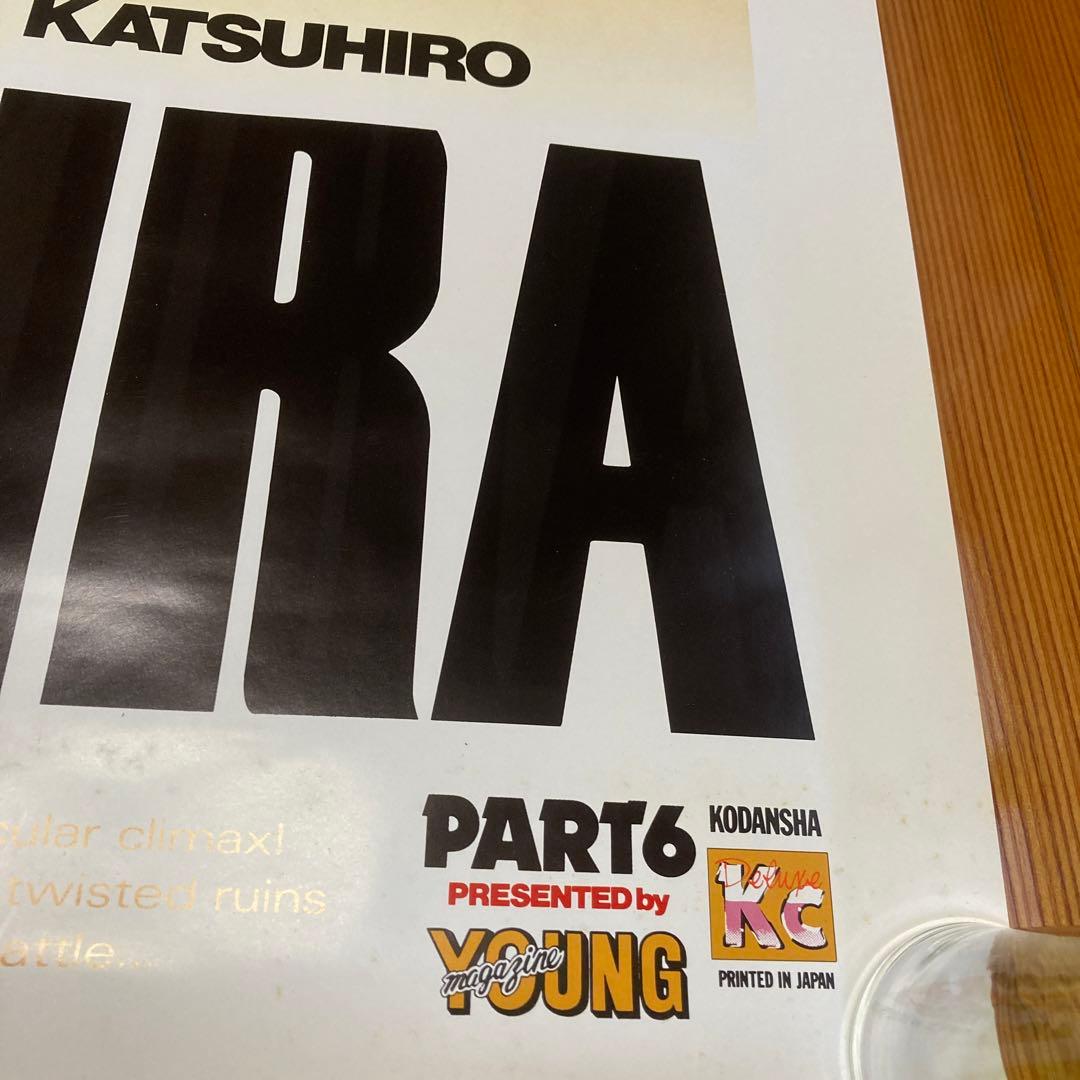 KATSUHIRO
IRA
cular climax!
twisted ruins
attle....
PART6
PRESENTED by
YOUNG
magazine
KODANSHA
Deluxe
KC
PRINTED IN JAPAN